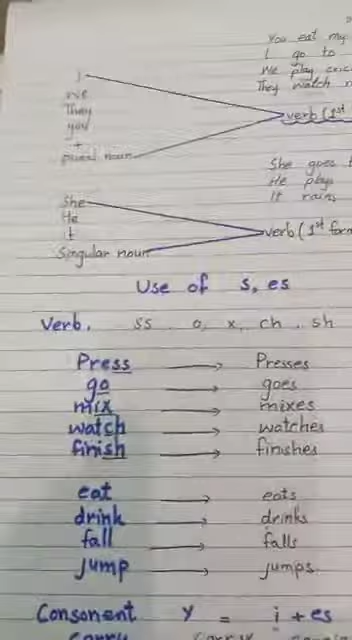 You eat my
I go to
We play
They watch
I
we
They
you
+
plural noun
verb (1st
She goes
He plays
It rains
She
He
It
Singular noun
verb (1st form
Use of s, es
Verb. ss . o, x, ch . sh
Press → Presses
go → goes
mix → mixes
watch → watches
finish → finishes
eat → eats
drink → drinks
fall → falls
jump → jumps.
Consonent y = i + es